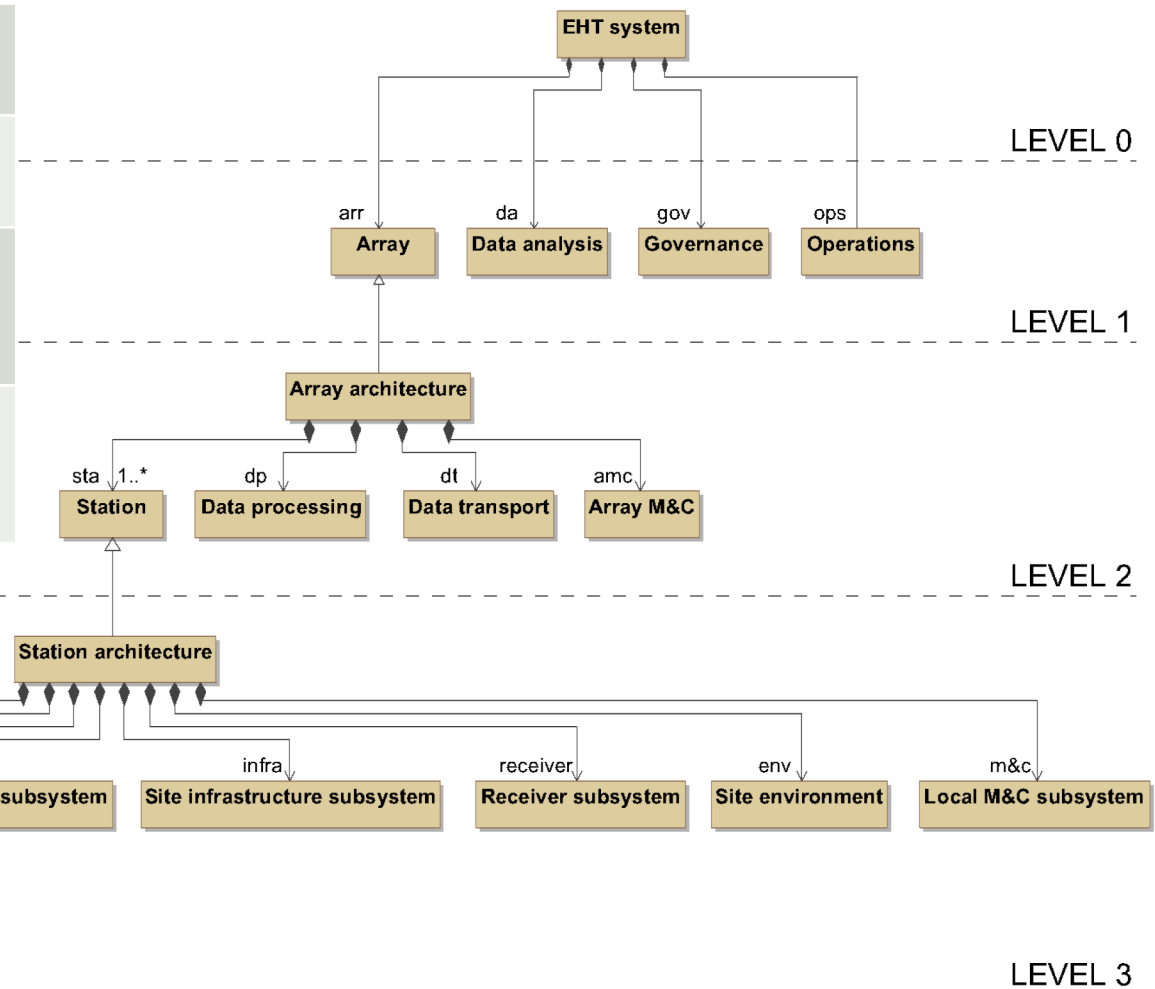 EHT system
LEVEL 0
arr da gov ops
Array Data analysis Governance Operations
LEVEL 1
Array architecture
sta 1..* dp dt amc
Station Data processing Data transport Array M&C
LEVEL 2
Station architecture
infra receiver env m&c
subsystem Site infrastructure subsystem Receiver subsystem Site environment Local M&C subsystem
LEVEL 3